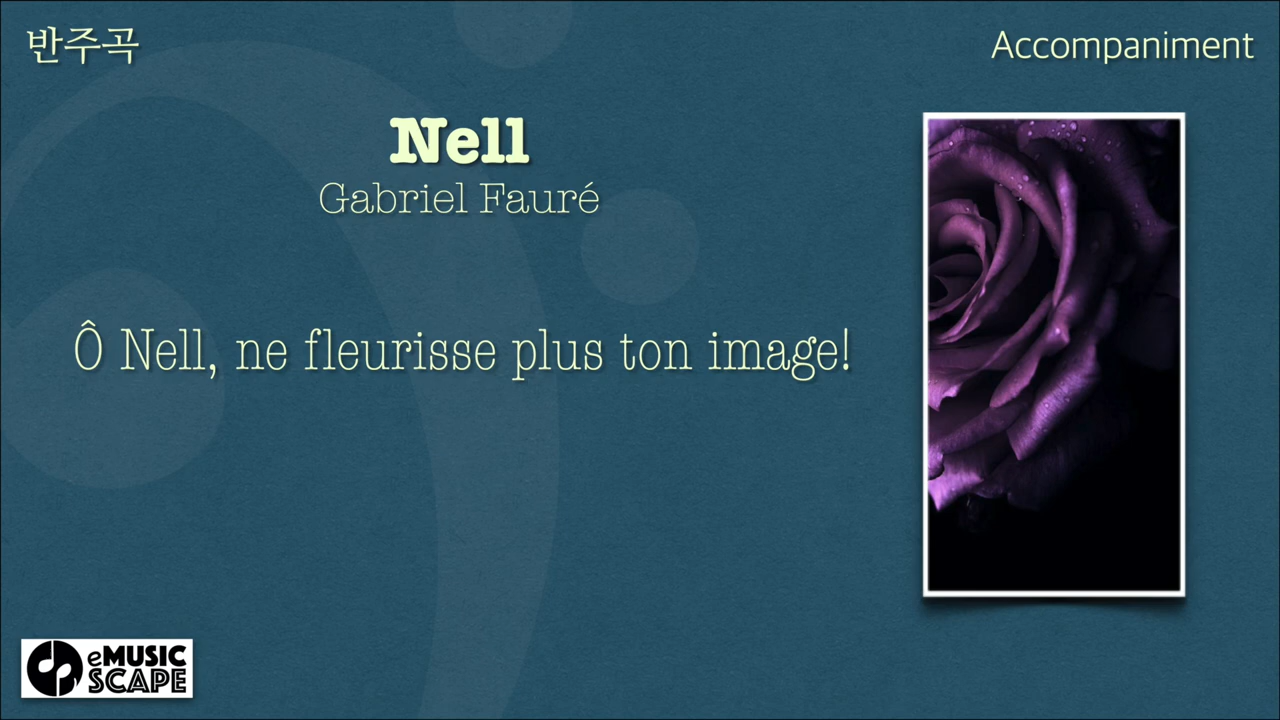 반주곡
Accompaniment
Nell
Gabriel Fauré
Ô Nell, ne fleurisse plus ton image!
eMUSIC
SCAPE